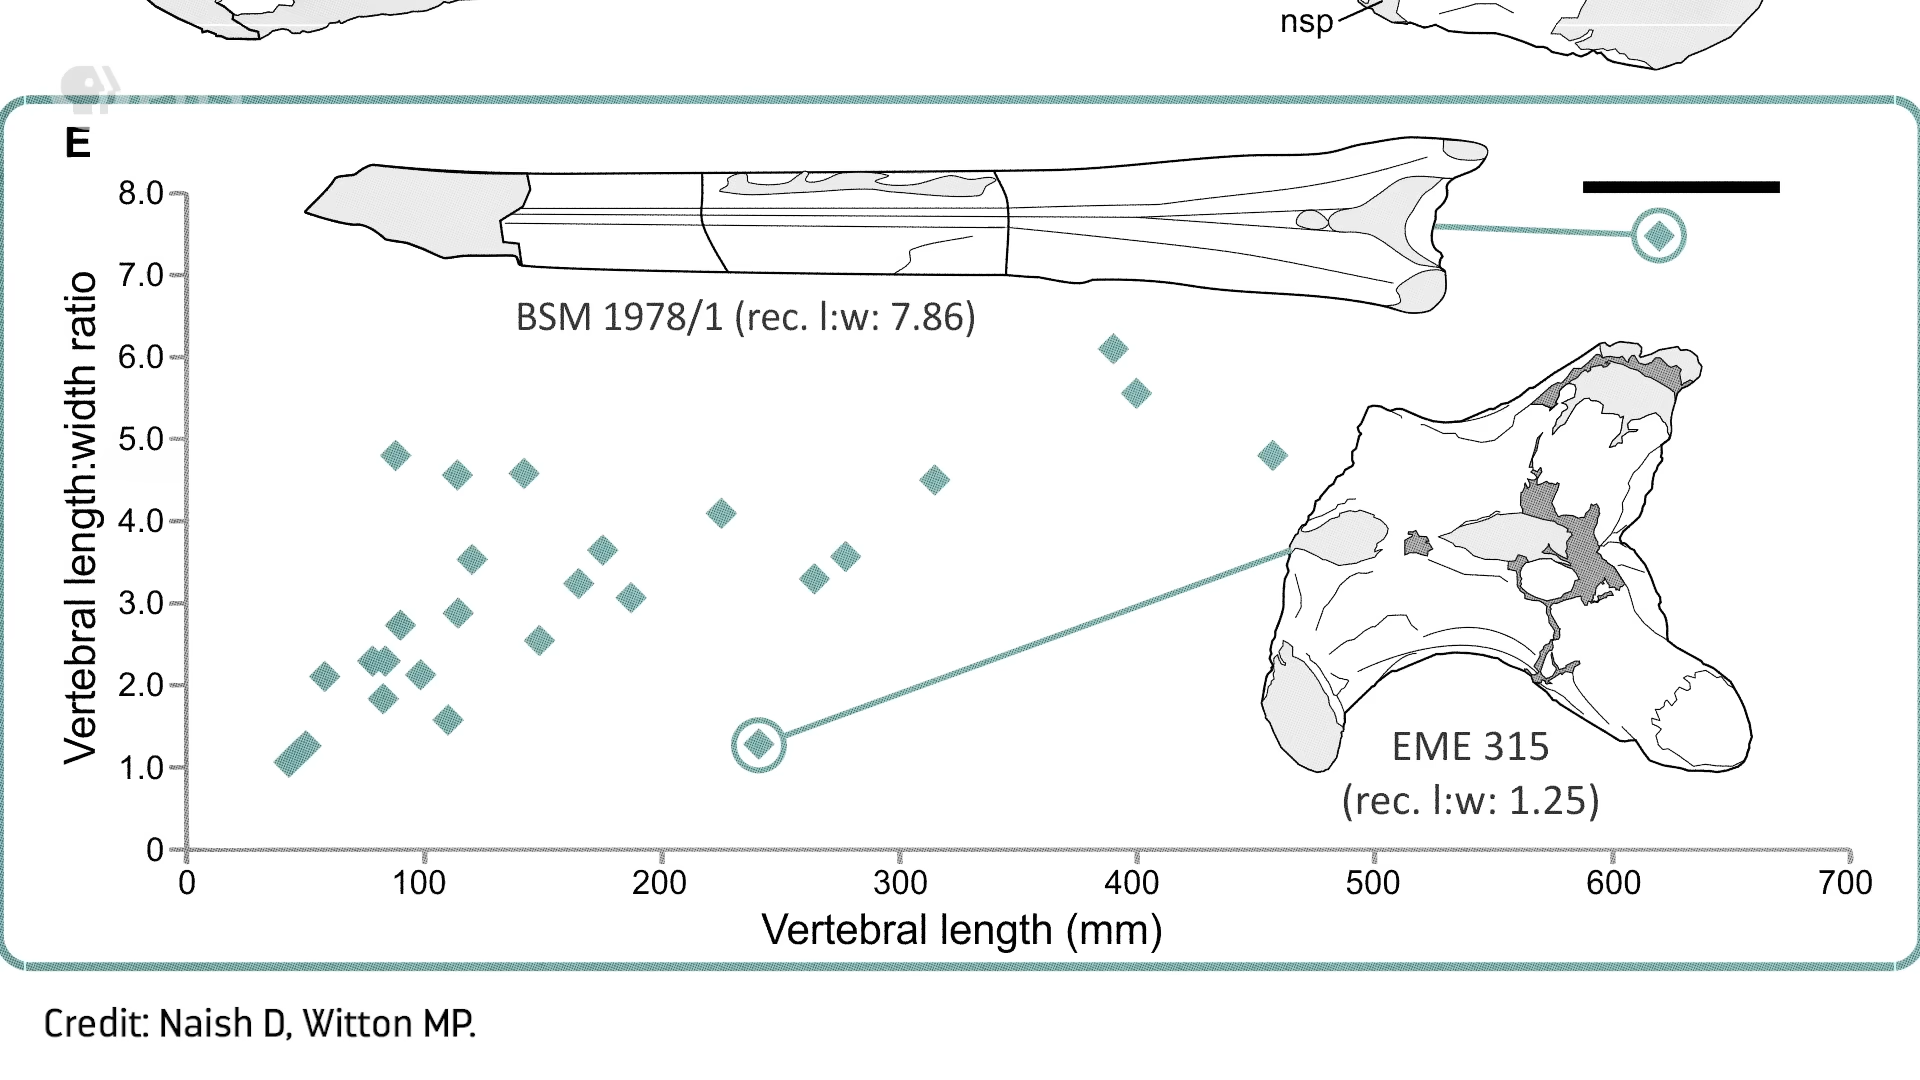 nsp
E
8.0
7.0
6.0
5.0
4.0
3.0
2.0
1.0
0
Vertebral length:width ratio
BSM 1978/1 (rec. l:w: 7.86)
EME 315
(rec. l:w: 1.25)
0 100 200 300 400 500 600 700
Vertebral length (mm)
Credit: Naish D, Witton MP.